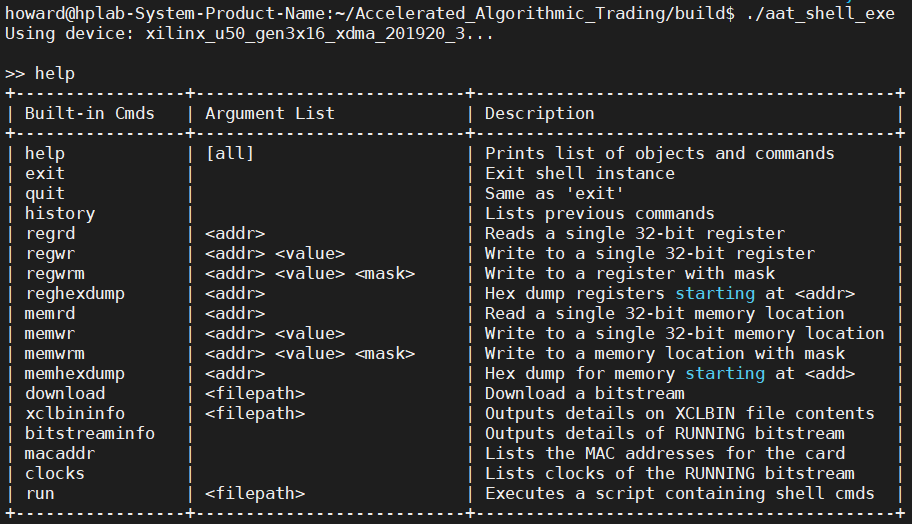 howard@hplab-System-Product-Name:~/Accelerated_Algorithmic_Trading/build$ ./aat_shell_exe
Using device: xilinx_u50_gen3x16_xdma_201920_3...
>> help
+-----------------+---------------------------+------------------------------------------+
| Built-in Cmds   | Argument List             | Description                              |
+-----------------+---------------------------+------------------------------------------+
| help            | [all]                     | Prints list of objects and commands      |
| exit            |                           | Exit shell instance                      |
| quit            |                           | Same as 'exit'                           |
| history         |                           | Lists previous commands                  |
| regrd           | <addr>                    | Reads a single 32-bit register           |
| regwr           | <addr> <value>            | Write to a single 32-bit register        |
| regwrm          | <addr> <value> <mask>     | Write to a register with mask            |
| reghexdump      | <addr>                    | Hex dump registers starting at <addr>    |
| memrd           | <addr>                    | Read a single 32-bit memory location     |
| memwr           | <addr> <value>            | Write to a single 32-bit memory location |
| memwrm          | <addr> <value> <mask>     | Write to a memory location with mask     |
| memhexdump      | <addr>                    | Hex dump for memory starting at <add>    |
| download        | <filepath>                | Download a bitstream                     |
| xclbininfo      | <filepath>                | Outputs details on XCLBIN file contents  |
| bitstreaminfo   |                           | Outputs details of RUNNING bitstream     |
| macaddr         |                           | Lists the MAC addresses for the card     |
| clocks          |                           | Lists clocks of the RUNNING bitstream    |
| run             | <filepath>                | Executes a script containing shell cmds  |
+-----------------+---------------------------+------------------------------------------+